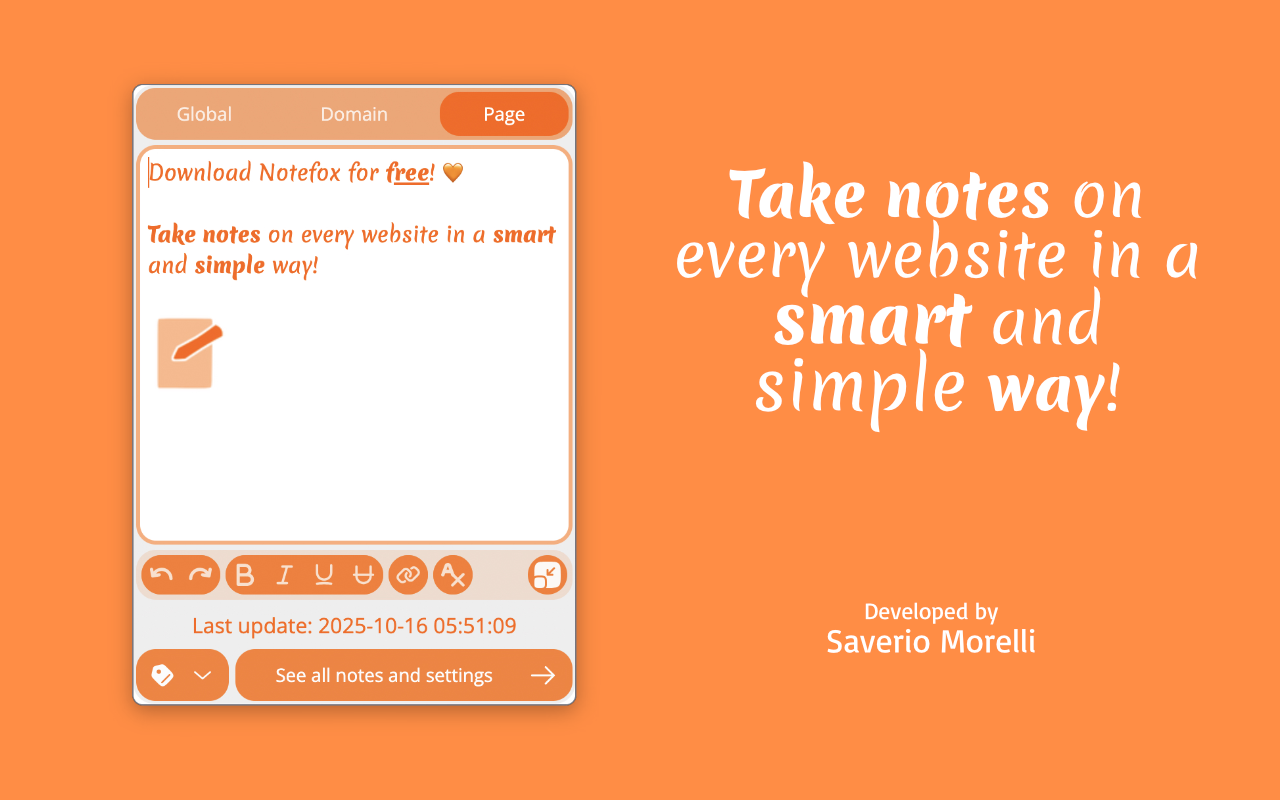 Global Domain Page
Download Notefox for free! 🧡
Take notes on every website in a smart
and simple way!
B I U
Last update: 2025-10-16 05:51:09
See all notes and settings
Take notes on
every website in a
smart and
simple way!
Developed by
Saverio Morelli